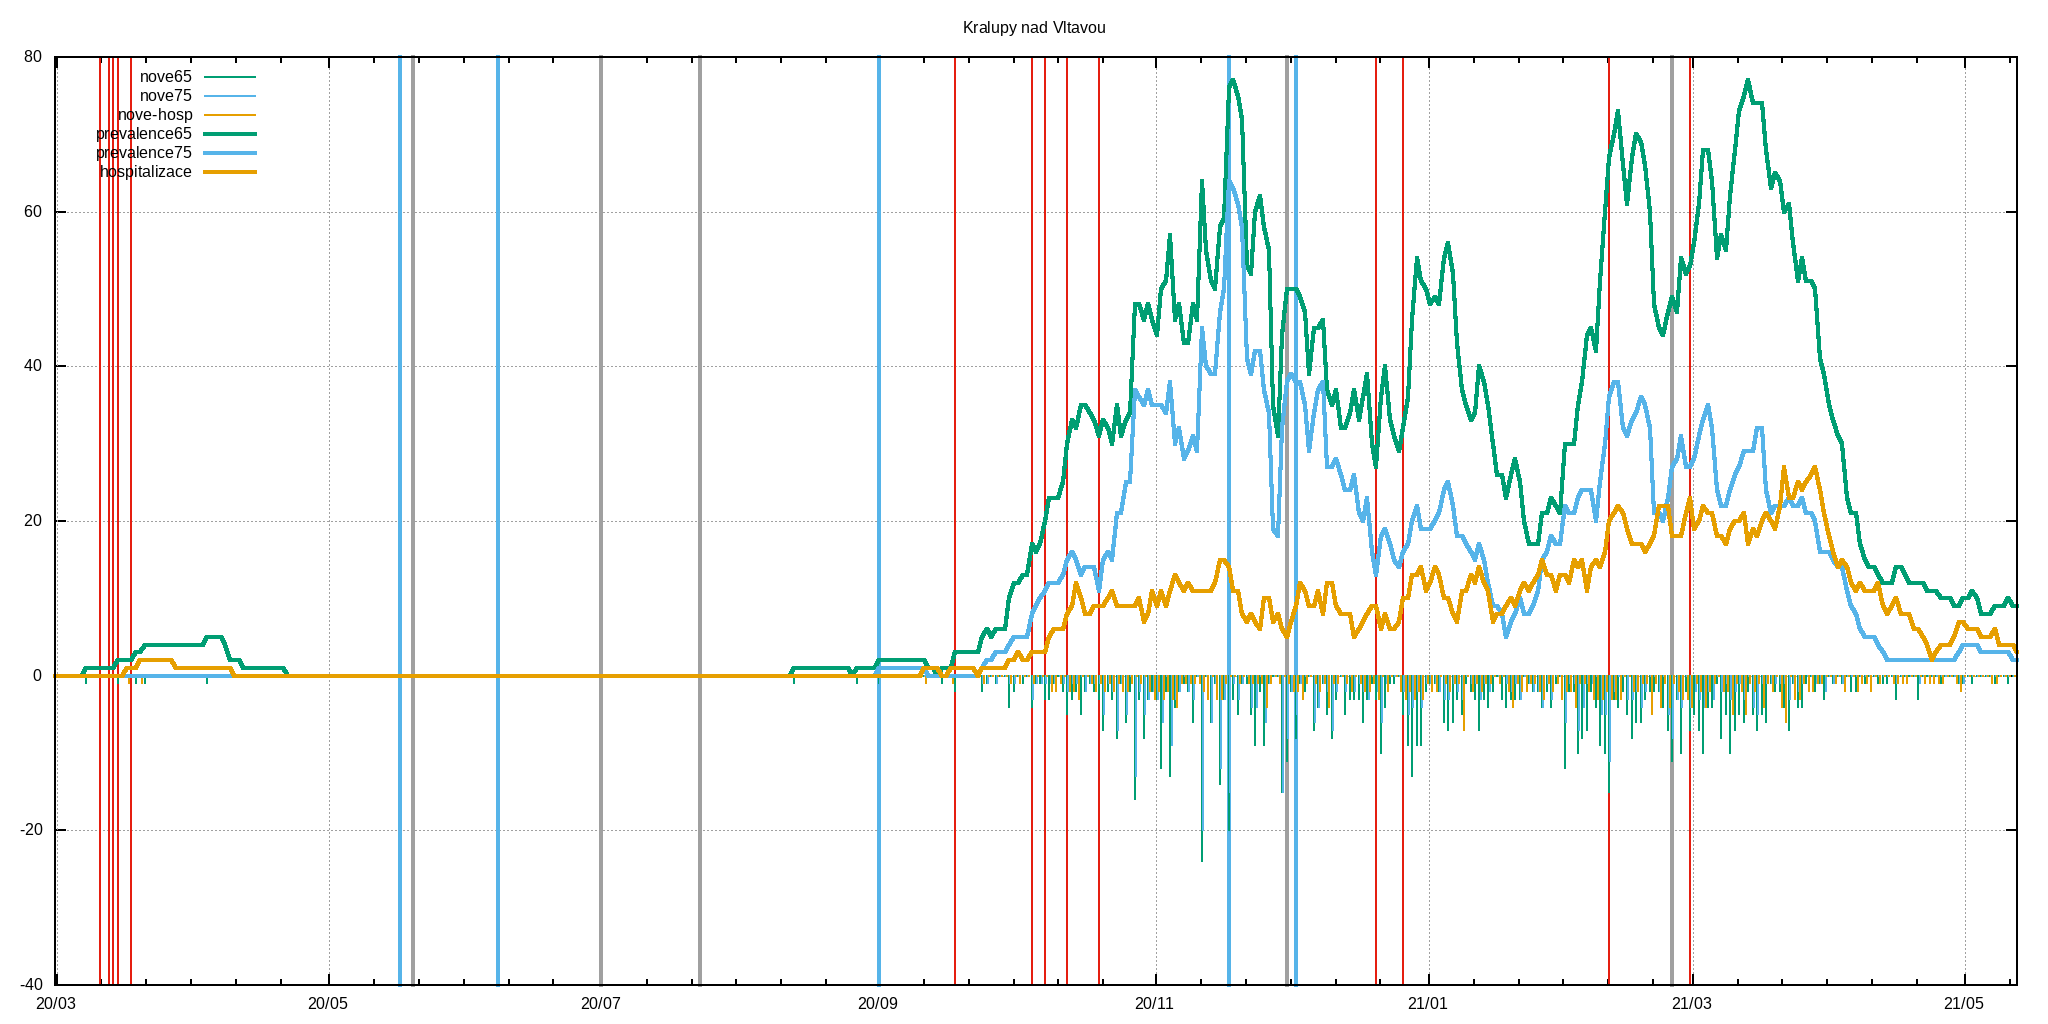 Kralupy nad Vltavou
80
60
40
20
0
-20
-40
nove65
nove75
nove-hosp
prevalence65
prevalence75
hospitalizace
20/03
20/05
20/07
20/09
20/11
21/01
21/03
21/05